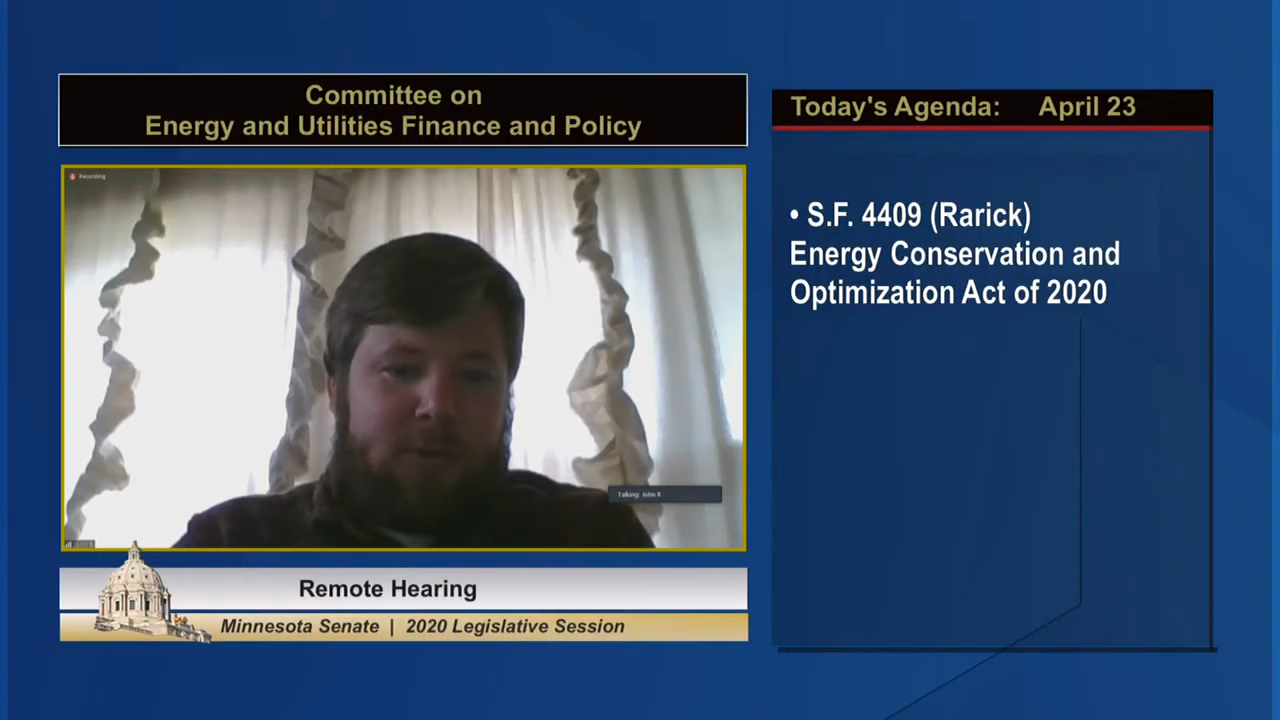 Committee on
Energy and Utilities Finance and Policy
Today's Agenda: April 23
Recording
• S.F. 4409 (Rarick)
Energy Conservation and
Optimization Act of 2020
Talking: John R
Remote Hearing
Minnesota Senate | 2020 Legislative Session